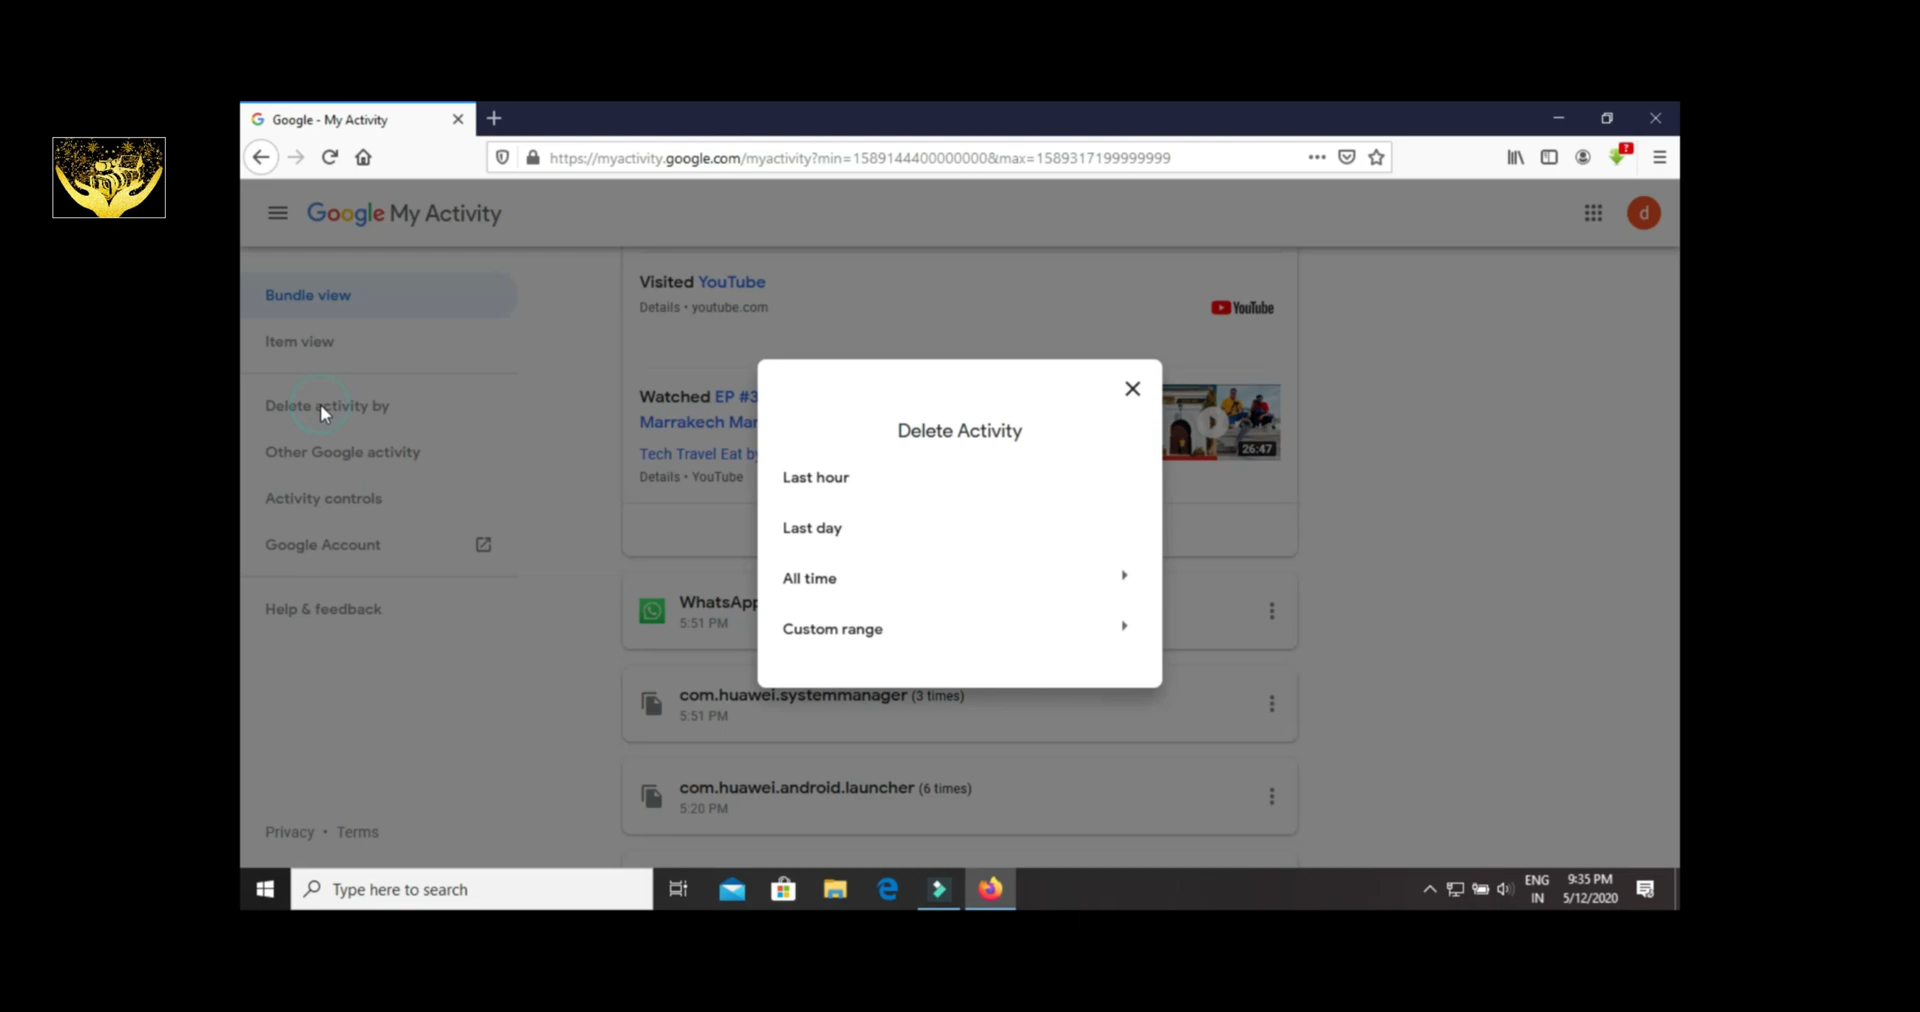 Google - My Activity
https://myactivity.google.com/myactivity?min=1589144400000000&max=1589317199999999
?
Google My Activity
d
Bundle view
Item view
Delete activity by
Other Google activity
Activity controls
Google Account
Help & feedback
Privacy • Terms
Visited YouTube
Details • youtube.com
YouTube
Watched EP #3
Marrakech Mar
Tech Travel Eat by
Details • YouTube
26:47
Delete Activity
Last hour
Last day
All time
Custom range
WhatsApp
5:51 PM
com.huawei.systemmanager (3 times)
5:51 PM
com.huawei.android.launcher (6 times)
5:20 PM
Type here to search
ENG
IN
9:35 PM
5/12/2020